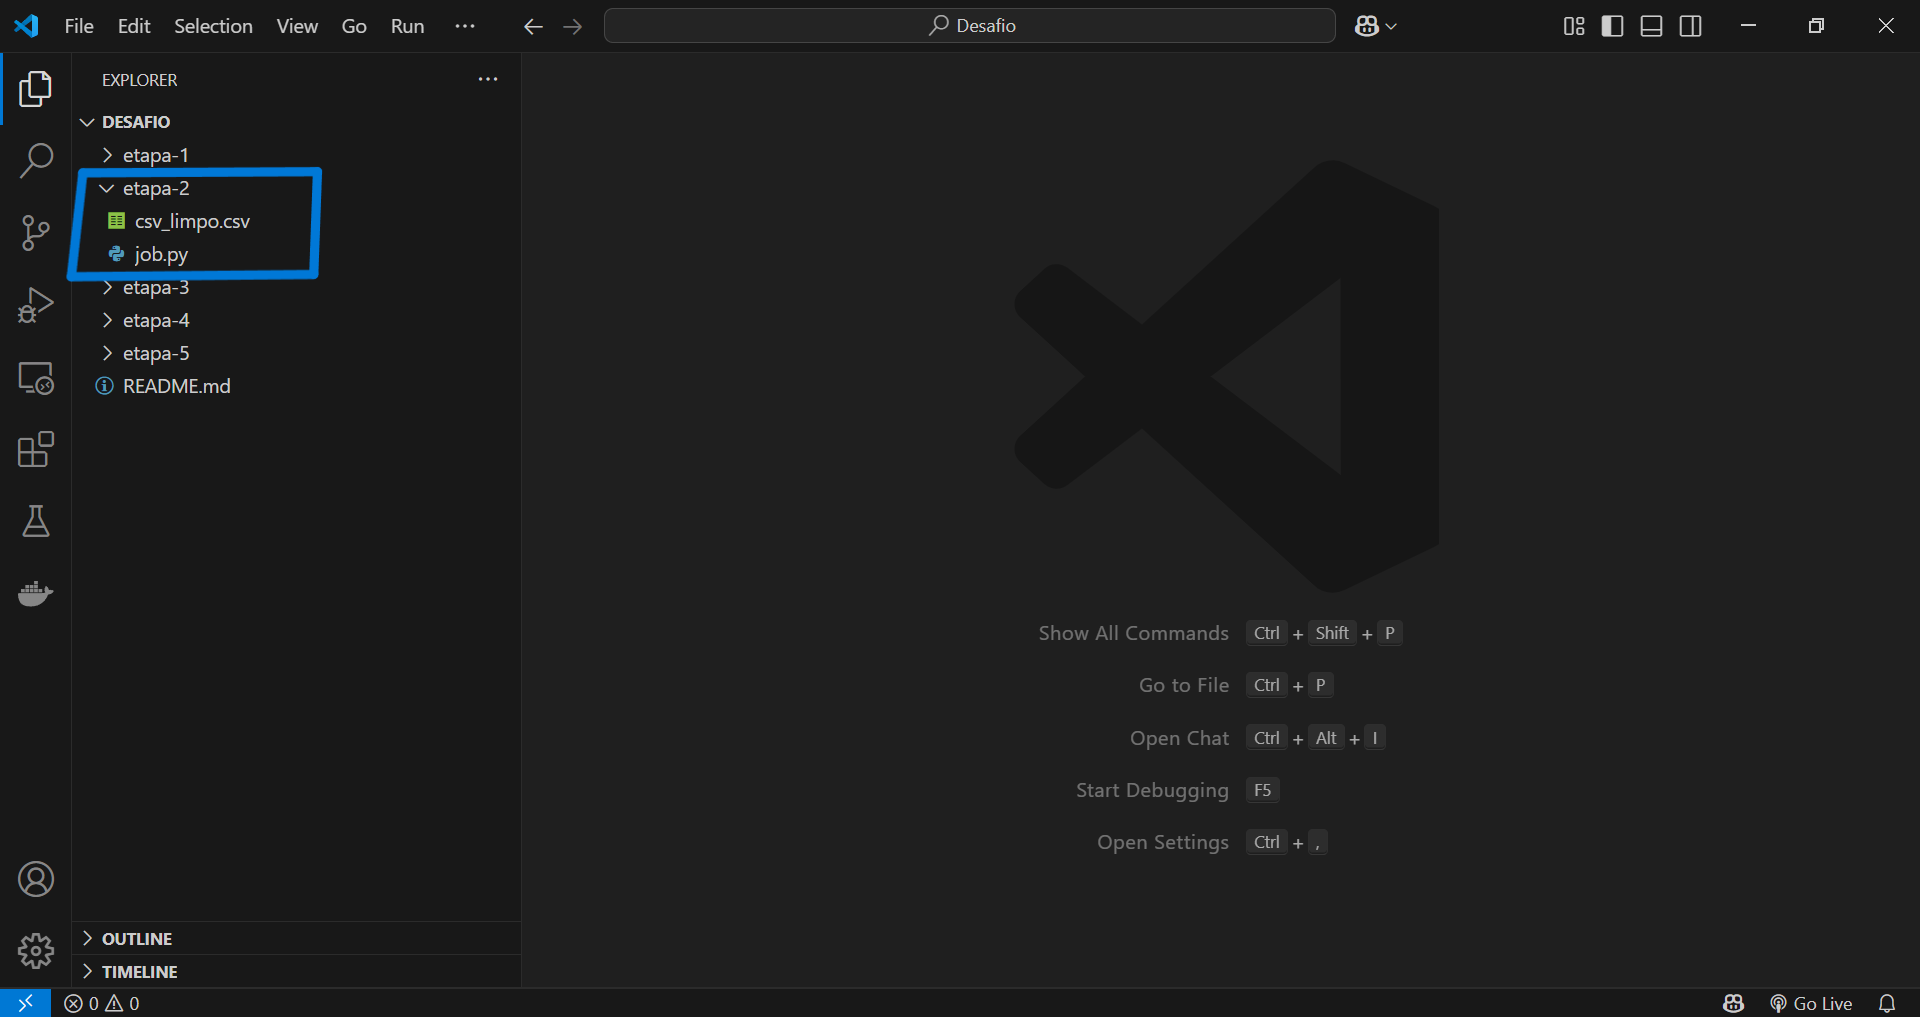 File Edit Selection View Go Run
Desafio
EXPLORER
DESAFIO
etapa-1
etapa-2
csv_limpo.csv
job.py
etapa-3
etapa-4
etapa-5
README.md
Show All Commands Ctrl + Shift + P
Go to File Ctrl + P
Open Chat Ctrl + Alt + I
Start Debugging F5
Open Settings Ctrl + ,
OUTLINE
TIMELINE
0 0
Go Live